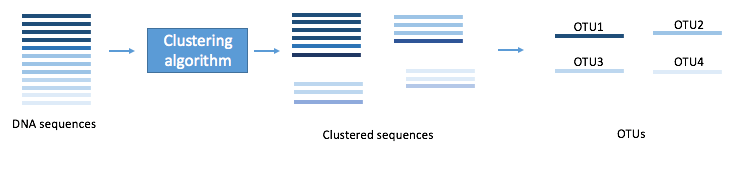 Clustering
algorithm
OTU1
OTU2
OTU3
OTU4
DNA sequences
Clustered sequences
OTUs